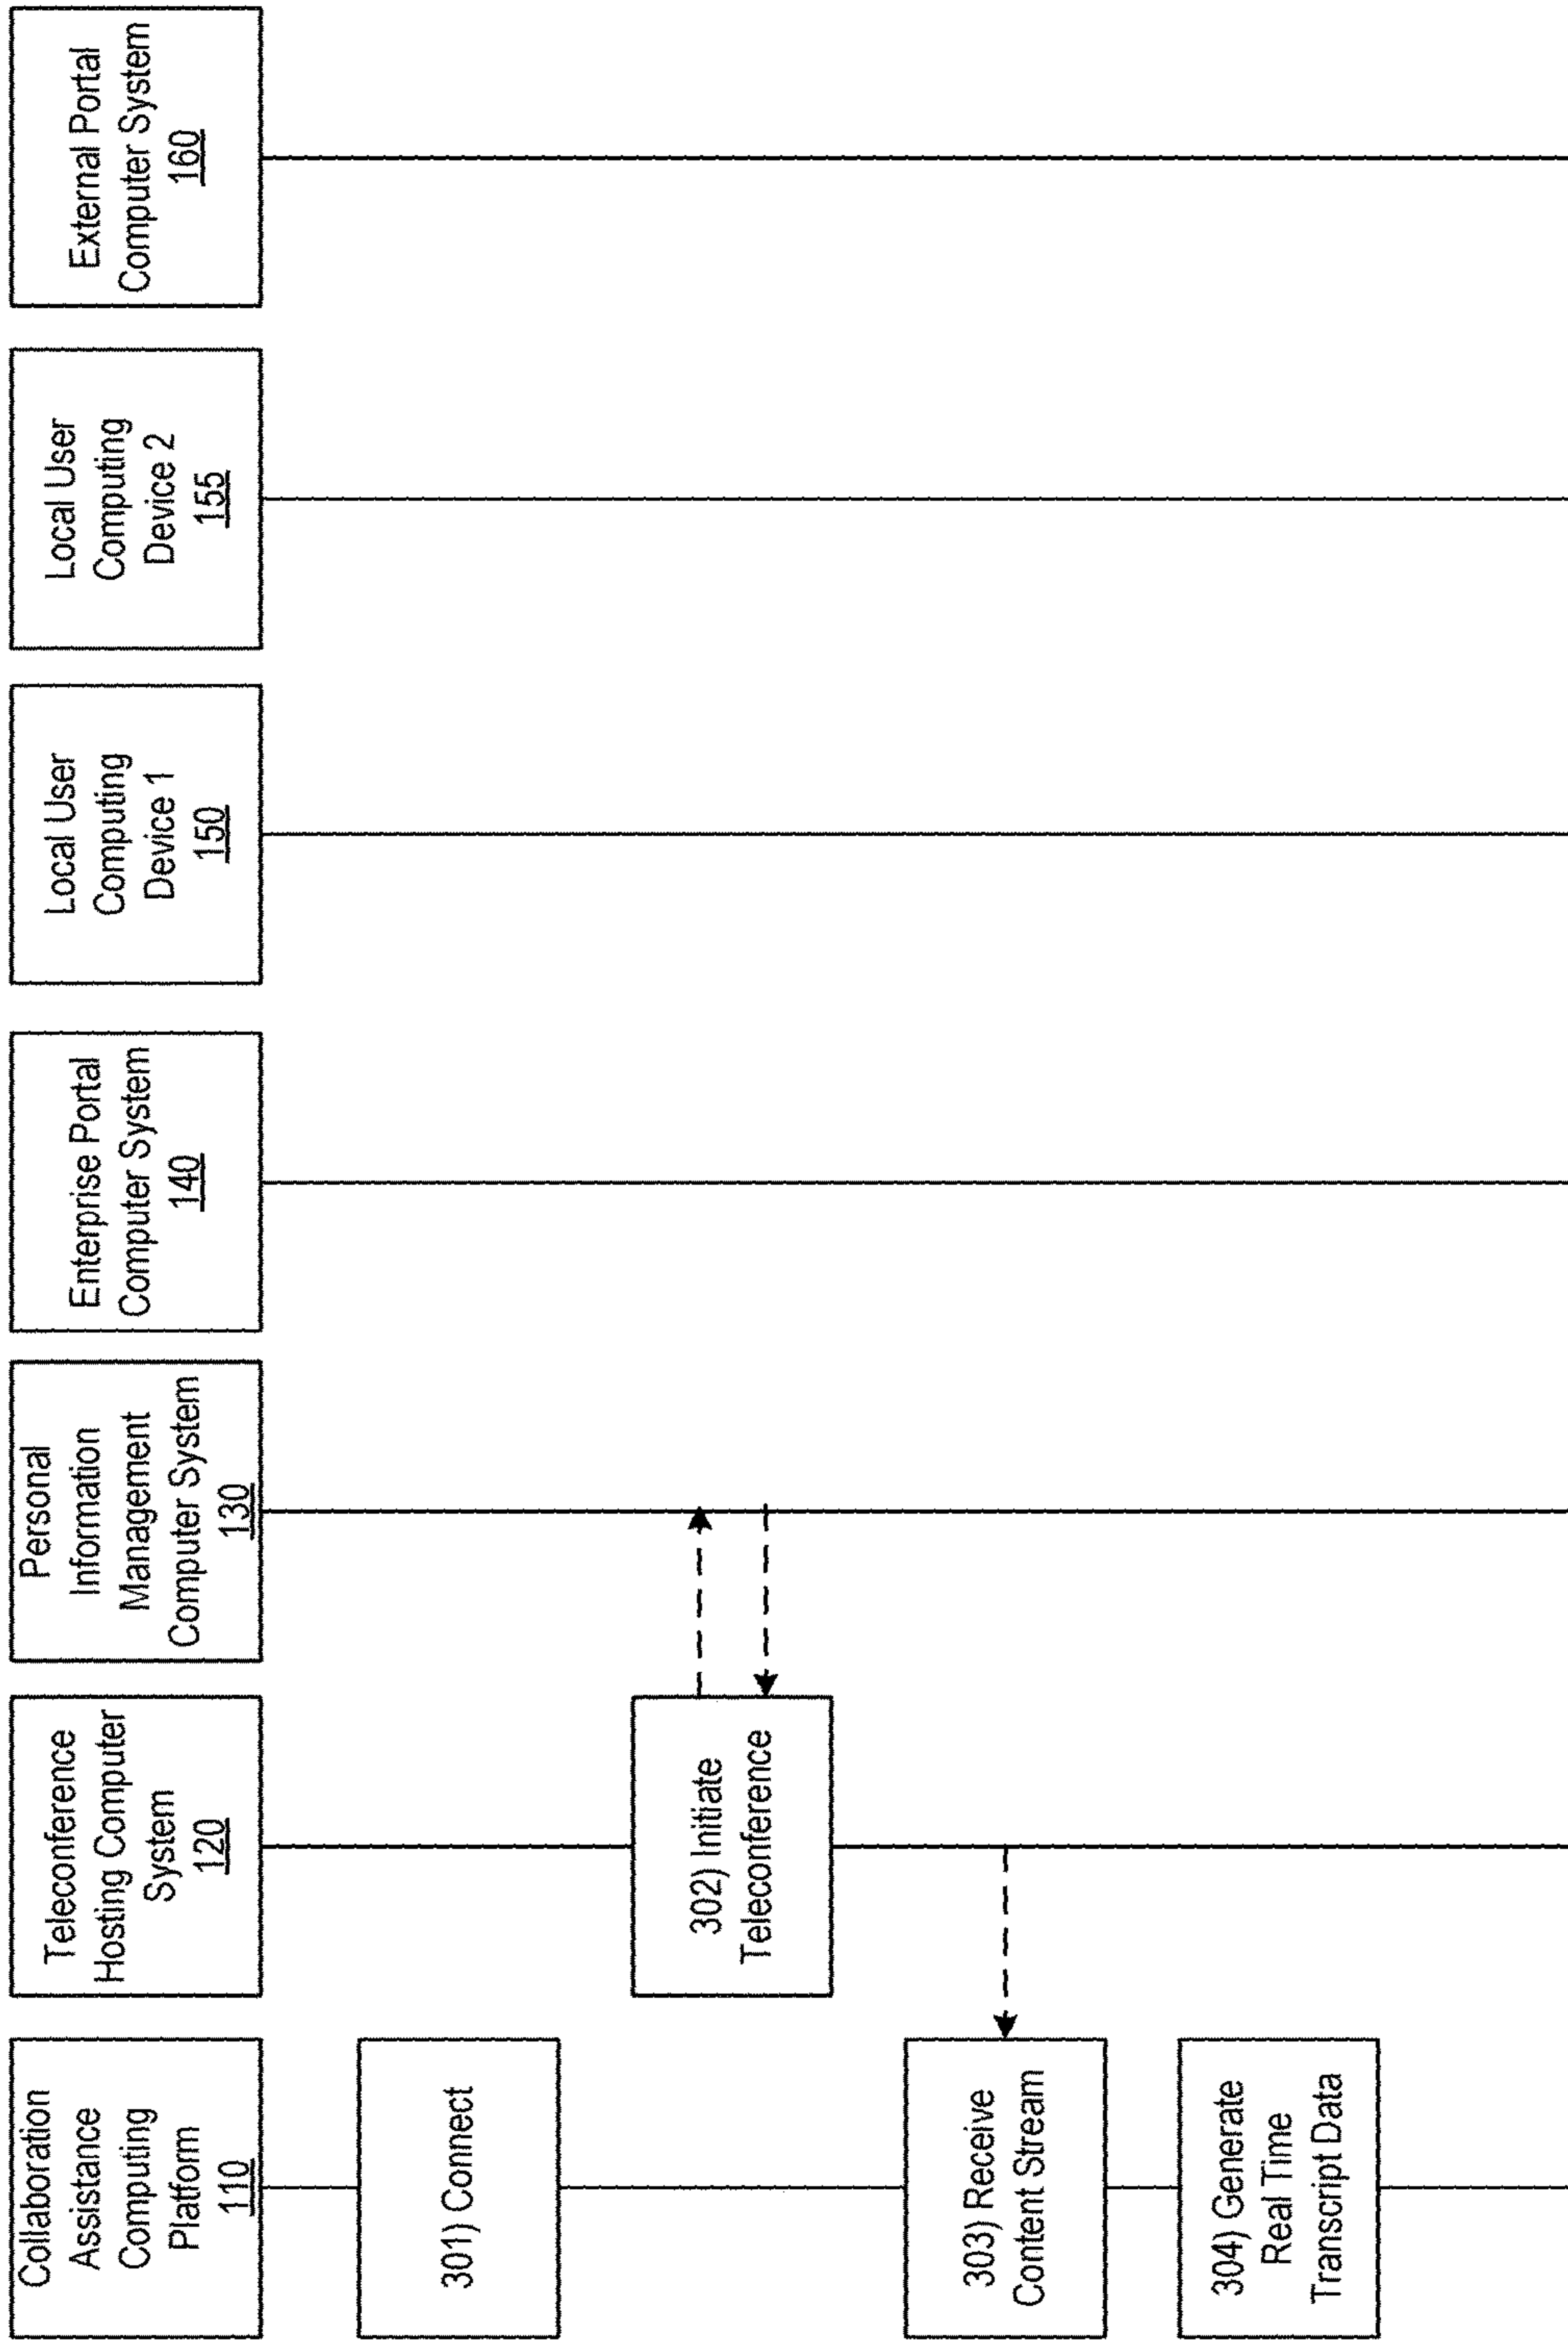 Collaboration
Assistance
Computing
Platform
110
Teleconference
Hosting Computer
System
120
Personal
Information
Management
Computer System
130
Enterprise Portal
Computer System
140
Local User
Computing
Device 1
150
Local User
Computing
Device 2
155
External Portal
Computer System
160
301) Connect
302) Initiate
Teleconference
303) Receive
Content Stream
304) Generate
Real Time
Transcript Data